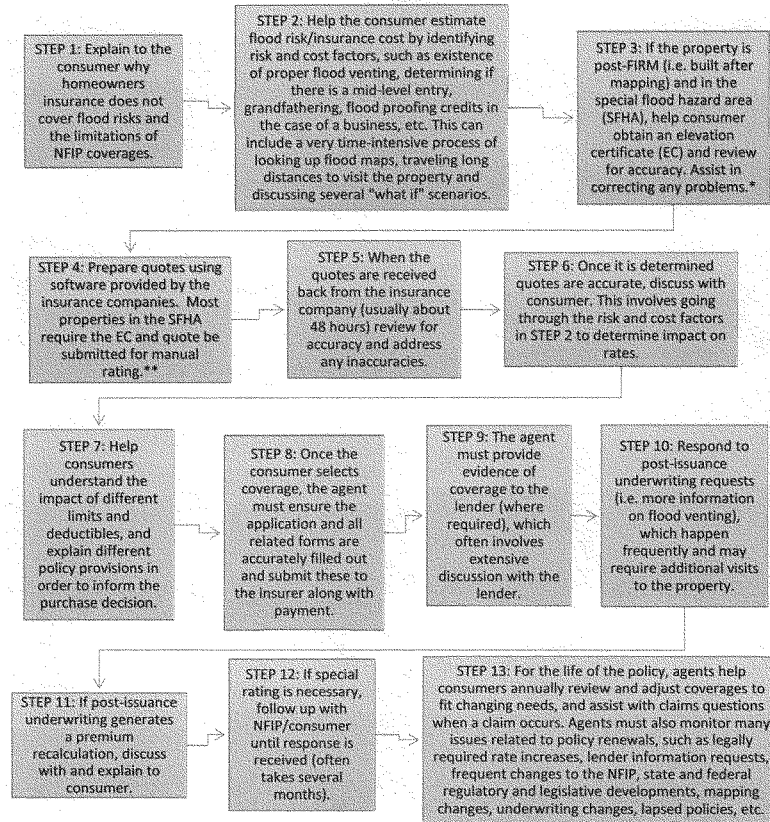 STEP 1: Explain to the
consumer why
homeowners
insurance does not
cover flood risks and
the limitations of
NFIP coverages.
STEP 2: Help the consumer estimate
flood risk/insurance cost by identifying
risk and cost factors, such as existence
of proper flood venting, determining if
there is a mid-level entry,
grandfathering, flood proofing credits in
the case of a business, etc. This can
include a very time-intensive process of
looking up flood maps, traveling long
distances to visit the property and
discussing several "what if" scenarios.
STEP 3: If the property is
post-FIRM (i.e. built after
mapping) and in the
special flood hazard area
(SFHA), help consumer
obtain an elevation
certificate (EC) and review
for accuracy. Assist in
correcting any problems.*
STEP 4: Prepare quotes using
software provided by the
insurance companies. Most
properties in the SFHA
require the EC and quote be
submitted for manual
rating.**
STEP 5: When the
quotes are received
back from the insurance
company (usually about
48 hours) review for
accuracy and address
any inaccuracies.
STEP 6: Once it is determined
quotes are accurate, discuss with
consumer. This involves going
through the risk and cost factors
in STEP 2 to determine impact on
rates.
STEP 7: Help
consumers
understand the
impact of different
limits and
deductibles, and
explain different
policy provisions in
order to inform the
purchase decision.
STEP 8: Once the
consumer selects
coverage, the agent
must ensure the
application and all
related forms are
accurately filled out
and submit these to
the insurer along with
payment.
STEP 9: The agent
must provide
evidence of
coverage to the
lender (where
required), which
often involves
extensive
discussion with the
lender.
STEP 10: Respond to
post-issuance
underwriting requests
(i.e. more information
on flood venting),
which happen
frequently and may
require additional visits
to the property.
STEP 11: If post-issuance
underwriting generates
a premium
recalculation, discuss
with and explain to
consumer.
STEP 12: If special
rating is necessary,
follow up with
NFIP/consumer
until response is
received (often
takes several
months).
STEP 13: For the life of the policy, agents help
consumers annually review and adjust coverages to
fit changing needs, and assist with claims questions
when a claim occurs. Agents must also monitor many
issues related to policy renewals, such as legally
required rate increases, lender information requests,
frequent changes to the NFIP, state and federal
regulatory and legislative developments, mapping
changes, underwriting changes, lapsed policies, etc.